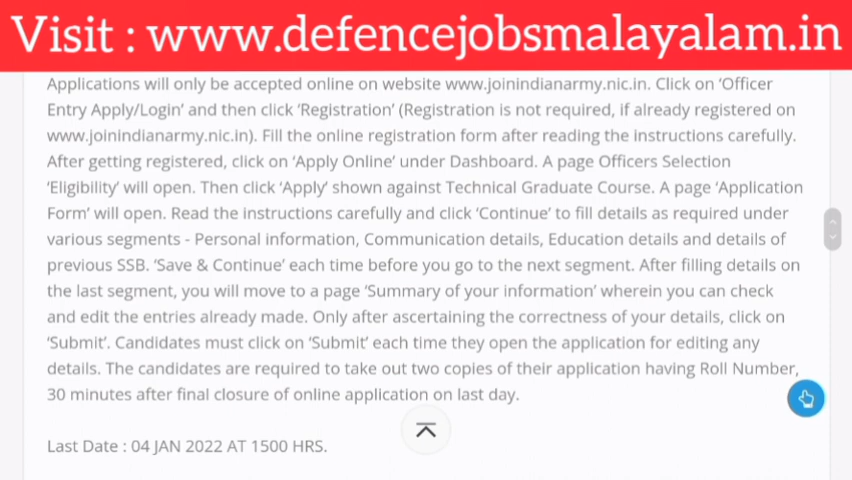 Visit : www.defencejobsmalayalam.in
Applications will only be accepted online on website www.joinindianarmy.nic.in. Click on ‘Officer
Entry Apply/Login’ and then click ‘Registration’ (Registration is not required, if already registered on
www.joinindianarmy.nic.in). Fill the online registration form after reading the instructions carefully.
After getting registered, click on ‘Apply Online’ under Dashboard. A page Officers Selection
‘Eligibility’ will open. Then click ‘Apply’ shown against Technical Graduate Course. A page ‘Application
Form’ will open. Read the instructions carefully and click ‘Continue’ to fill details as required under
various segments - Personal information, Communication details, Education details and details of
previous SSB. ‘Save & Continue’ each time before you go to the next segment. After filling details on
the last segment, you will move to a page ‘Summary of your information’ wherein you can check
and edit the entries already made. Only after ascertaining the correctness of your details, click on
‘Submit’. Candidates must click on ‘Submit’ each time they open the application for editing any
details. The candidates are required to take out two copies of their application having Roll Number,
30 minutes after final closure of online application on last day.
Last Date : 04 JAN 2022 AT 1500 HRS.